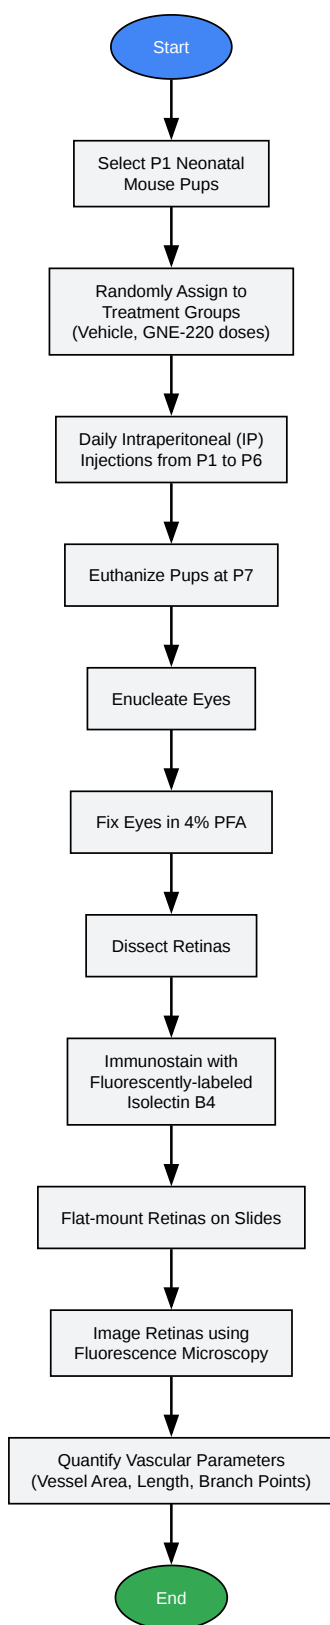 Start
Select P1 Neonatal
Mouse Pups
Randomly Assign to
Treatment Groups
(Vehicle, GNE-220 doses)
Daily Intraperitoneal (IP)
Injections from P1 to P6
Euthanize Pups at P7
Enucleate Eyes
Fix Eyes in 4% PFA
Dissect Retinas
Immunostain with
Fluorescently-labeled
Isolectin B4
Flat-mount Retinas on Slides
Image Retinas using
Fluorescence Microscopy
Quantify Vascular Parameters
(Vessel Area, Length, Branch Points)
End